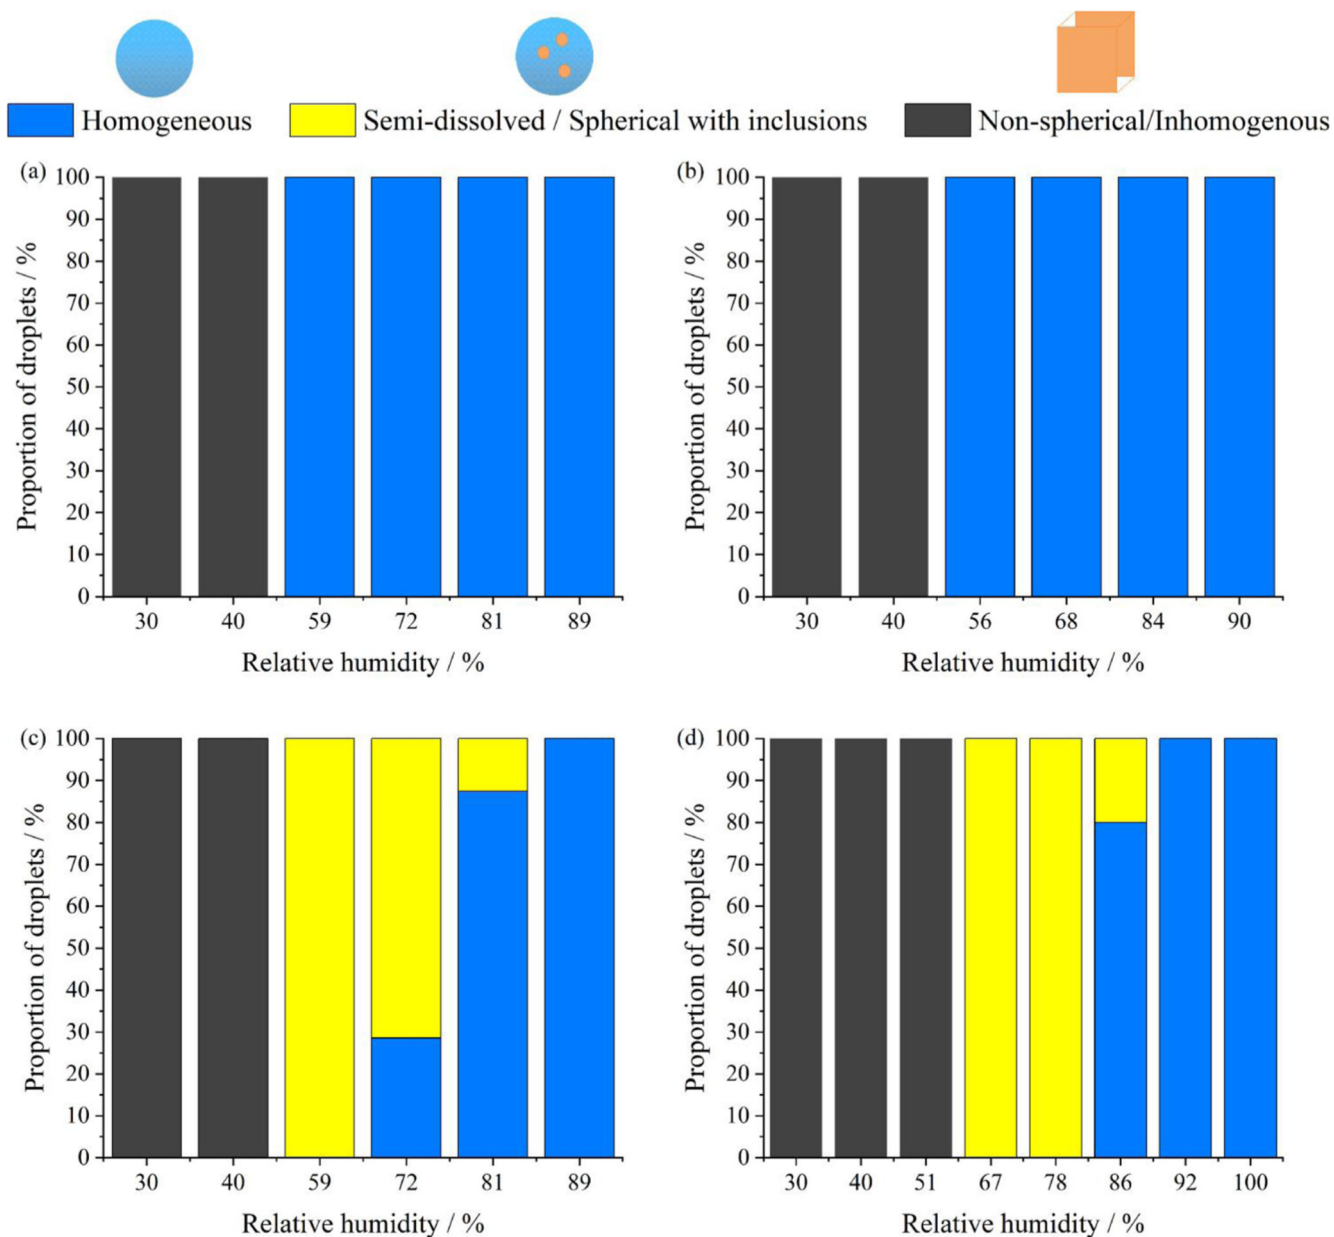 Homogeneous Semi-dissolved / Spherical with inclusions Non-spherical/Inhomogenous
(a)
100
90
80
70
60
50
40
30
20
10
0
Proportion of droplets / %
30 40 59 72 81 89
Relative humidity / %
(b)
100
90
80
70
60
50
40
30
20
10
0
Proportion of droplets / %
30 40 56 68 84 90
Relative humidity / %
(c)
100
90
80
70
60
50
40
30
20
10
0
Proportion of droplets / %
30 40 59 72 81 89
Relative humidity / %
(d)
100
90
80
70
60
50
40
30
20
10
0
Proportion of droplets / %
30 40 51 67 78 86 92 100
Relative humidity / %